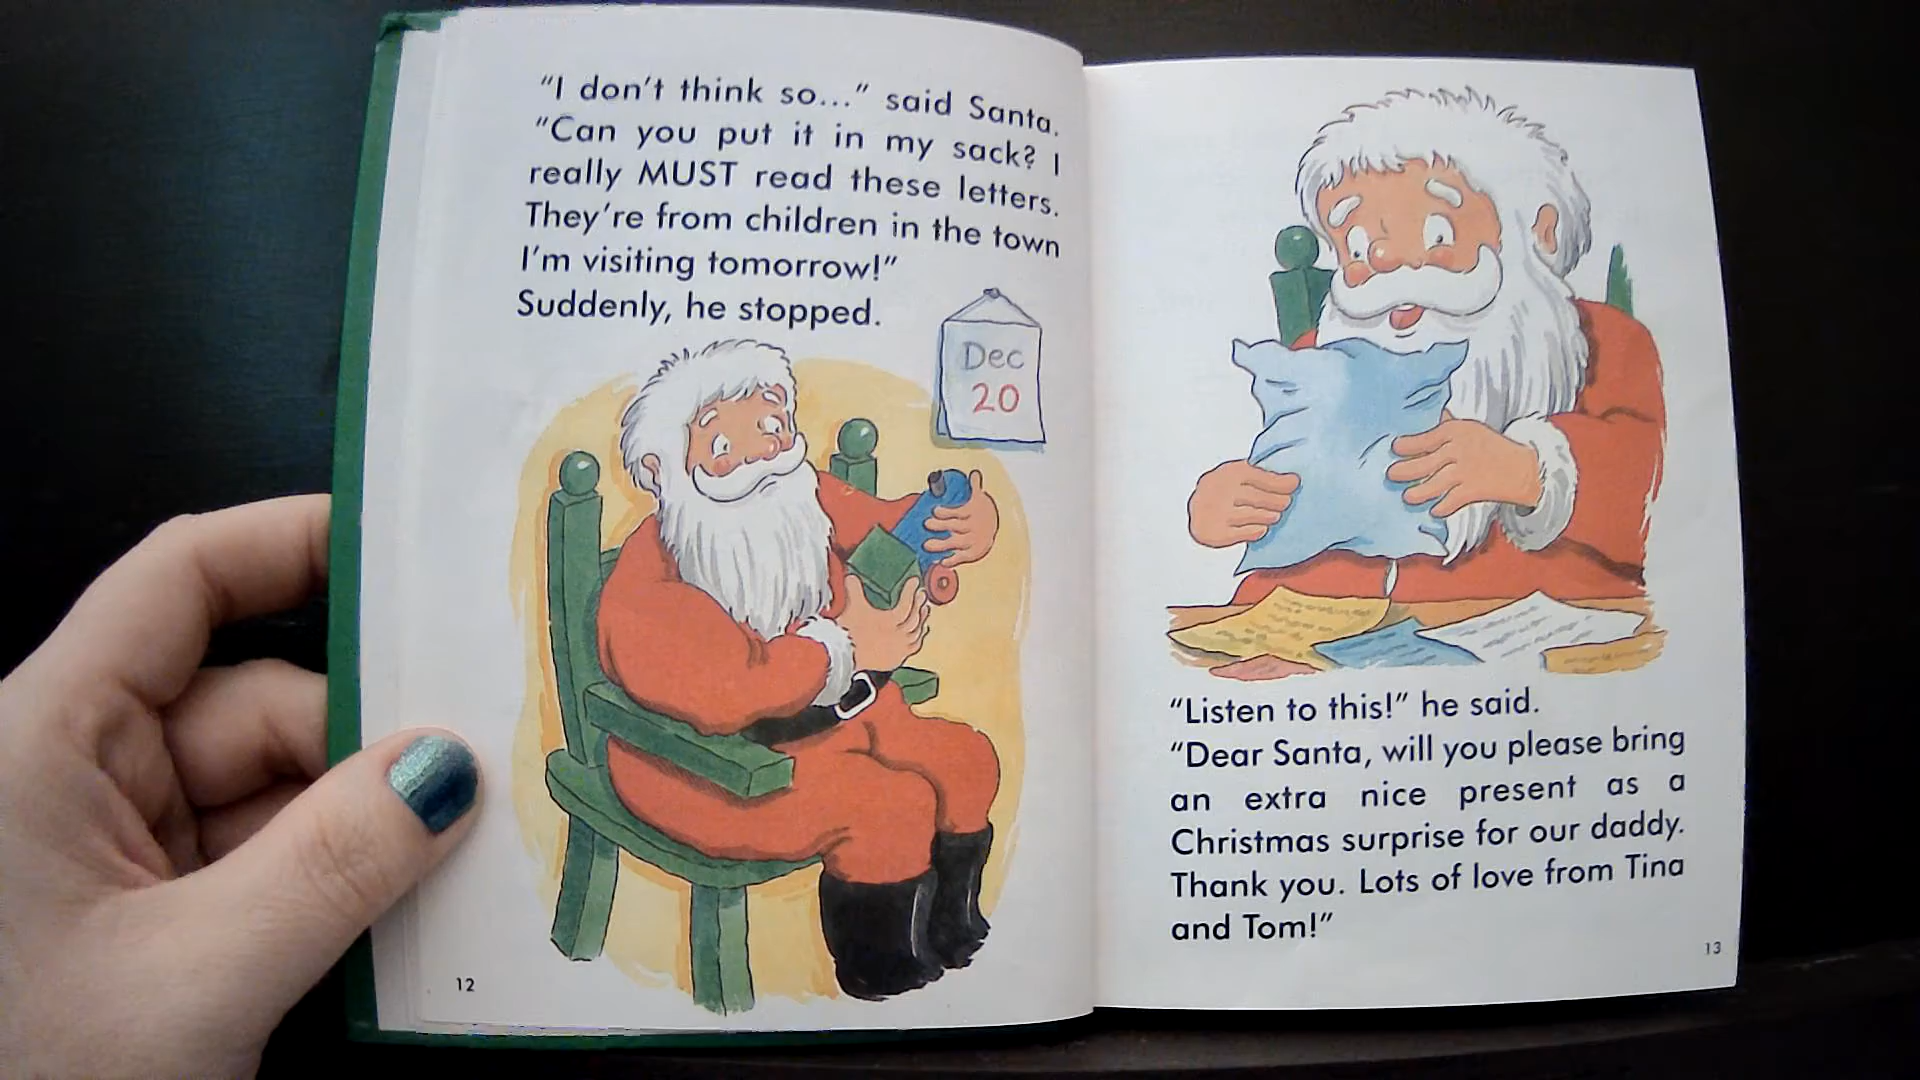 "I don't think so..." said Santa.
"Can you put it in my sack? I
really MUST read these letters.
They're from children in the town
I'm visiting tomorrow!"
Suddenly, he stopped.
Dec
20
12
"Listen to this!" he said.
"Dear Santa, will you please bring
an extra nice present as a
Christmas surprise for our daddy.
Thank you. Lots of love from Tina
and Tom!"
13